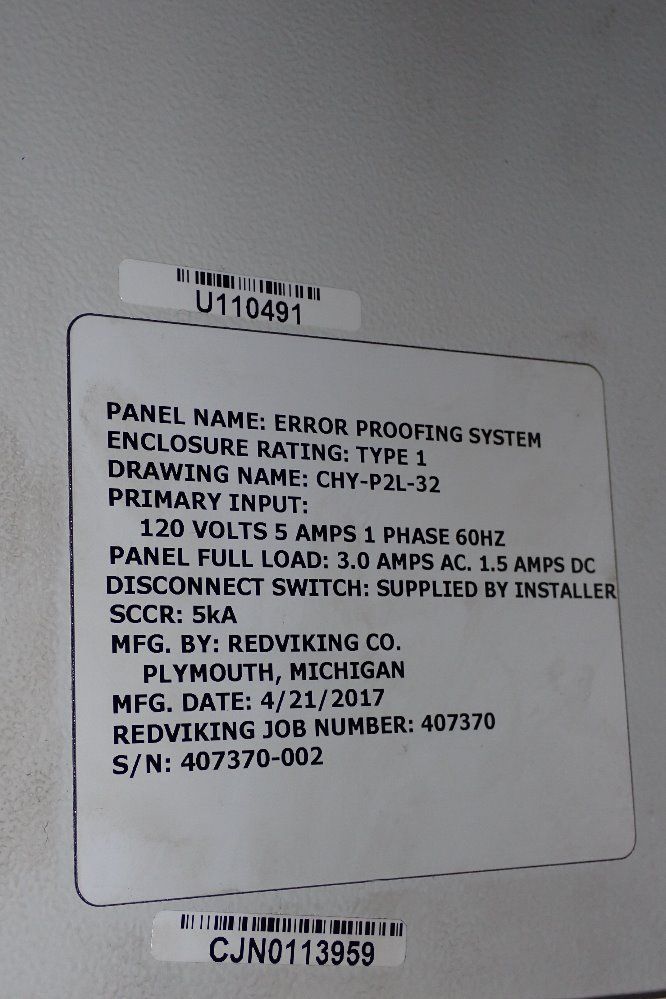 U110491
PANEL NAME: ERROR PROOFING SYSTEM
ENCLOSURE RATING: TYPE 1
DRAWING NAME: CHY-P2L-32
PRIMARY INPUT:
120 VOLTS 5 AMPS 1 PHASE 60HZ
PANEL FULL LOAD: 3.0 AMPS AC. 1.5 AMPS DC
DISCONNECT SWITCH: SUPPLIED BY INSTALLER
SCCR: 5kA
MFG. BY: REDVIKING CO.
PLYMOUTH, MICHIGAN
MFG. DATE: 4/21/2017
REDVIKING JOB NUMBER: 407370
S/N: 407370-002
CJN0113959